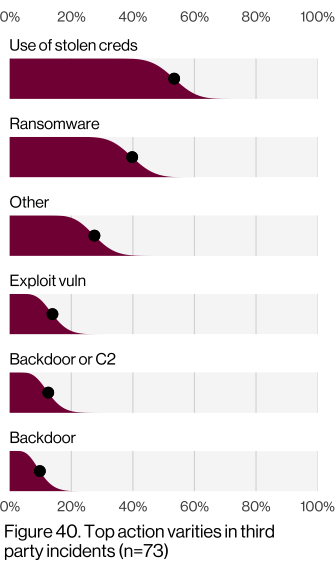 0% 20% 40% 60% 80% 100%
Use of stolen creds
Ransomware
Other
Exploit vuln
Backdoor or C2
Backdoor
0% 20% 40% 60% 80% 100%
Figure 40. Top action varities in third
party incidents (n=73)